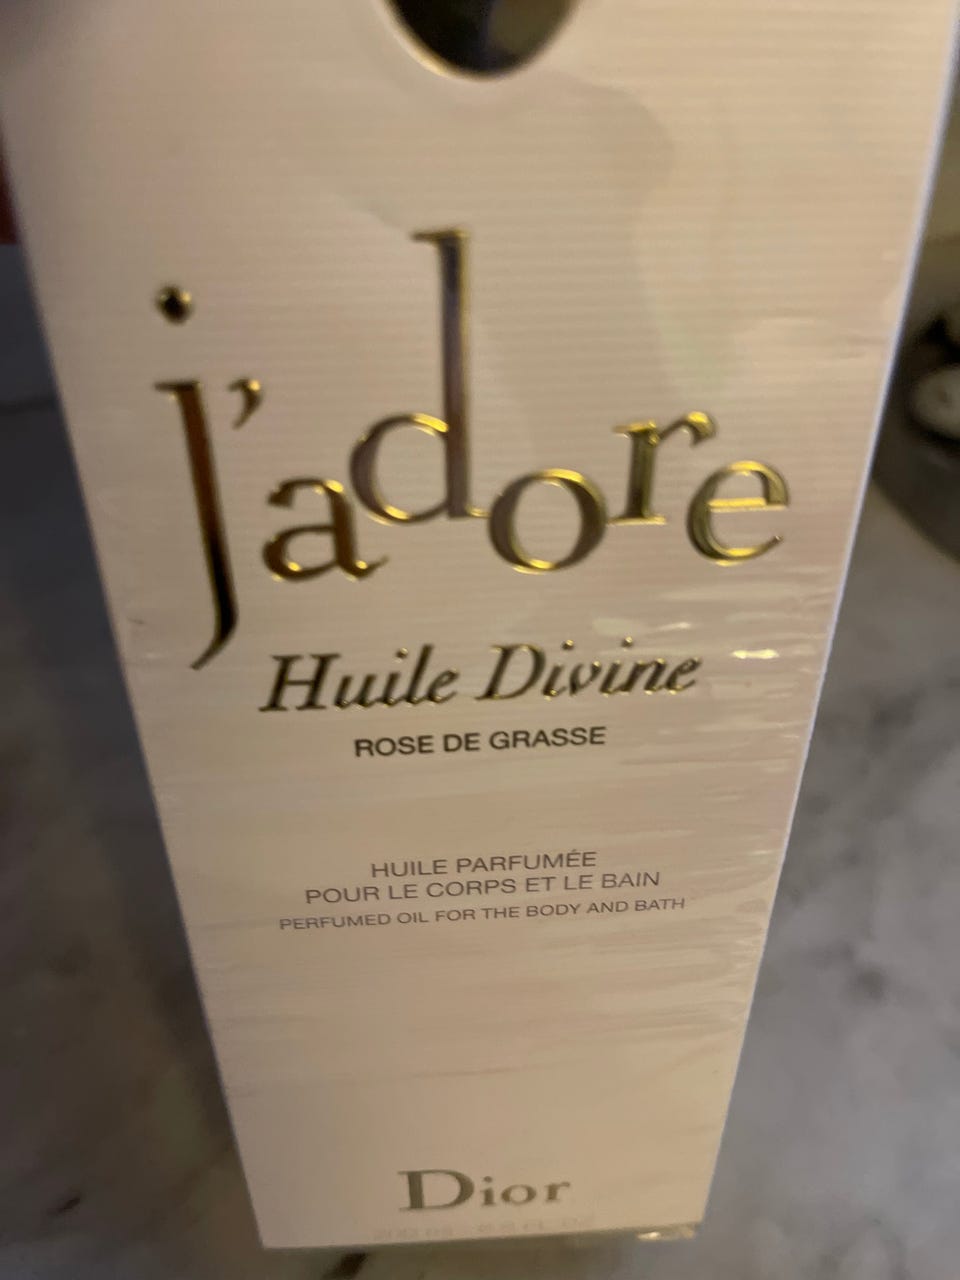 j'adore
Huile Divine
ROSE DE GRASSE
HUILE PARFUMÉE
POUR LE CORPS ET LE BAIN
PERFUMED OIL FOR THE BODY AND BATH
Dior